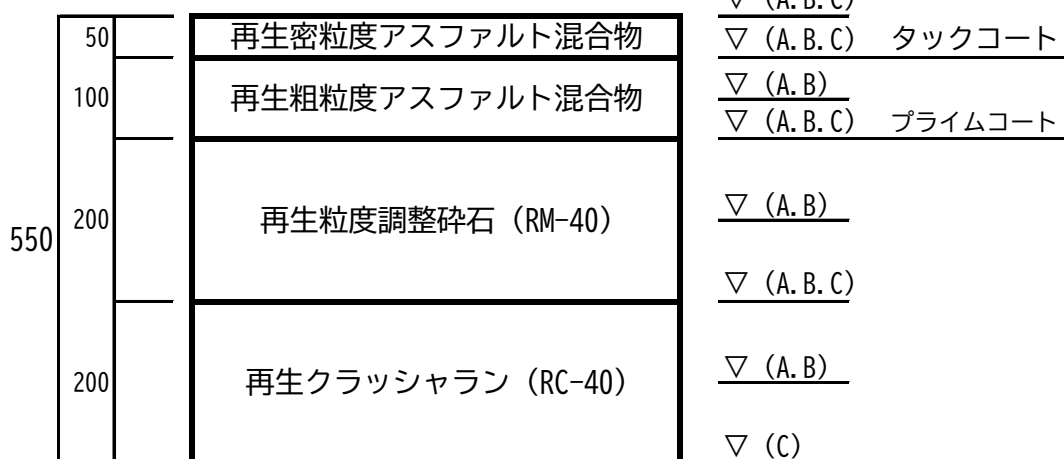 ▽ (A.B.C)
50 再生密粒度アスファルト混合物 ▽ (A.B.C) タックコート
100 再生粗粒度アスファルト混合物 ▽ (A.B)
▽ (A.B.C) プライムコート
550 200 再生粒度調整砕石 (RM-40) ▽ (A.B)
▽ (A.B.C)
200 再生クラッシャラン (RC-40) ▽ (A.B)
▽ (C)